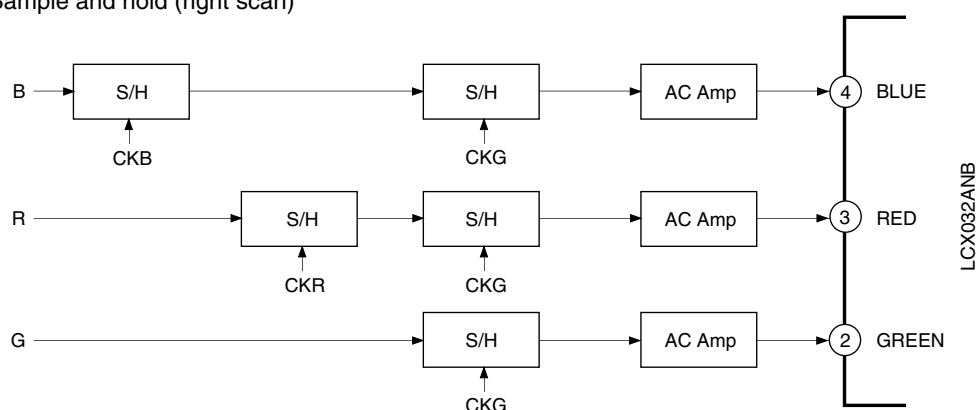 Sample and hold (right scan)
B
S/H
S/H
AC Amp
4
BLUE
CKB
CKG
R
S/H
S/H
AC Amp
3
RED
CKR
CKG
G
S/H
AC Amp
2
GREEN
CKG
LCX032ANB